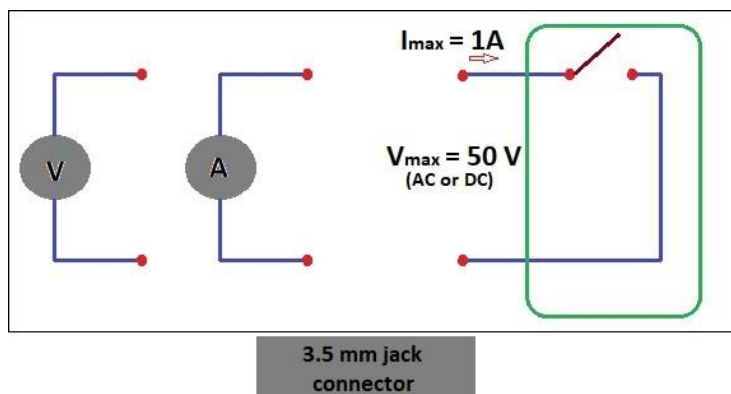 Imax = 1A
V
A
Vmax = 50 V
(AC or DC)
3.5 mm jack
connector